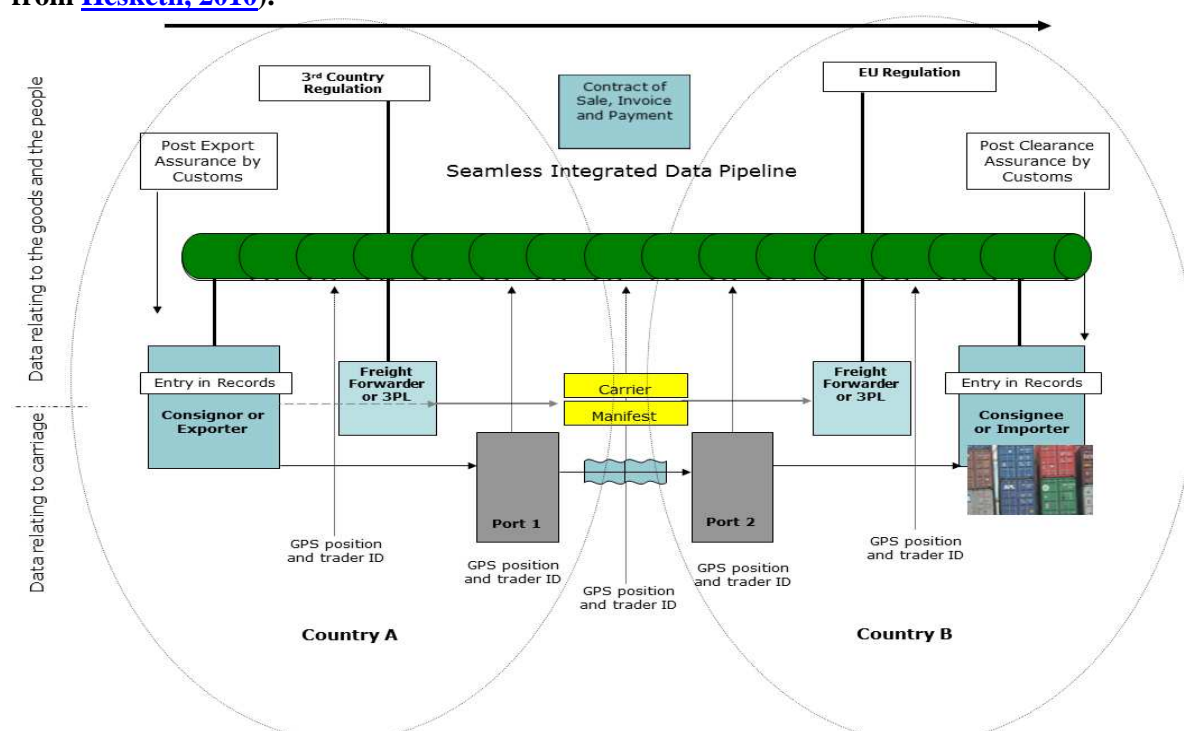 from Hesketh, 2010).
3rd Country
Regulation
EU Regulation
Contract of
Sale, Invoice
and Payment
Post Export
Assurance by
Customs
Post Clearance
Assurance by
Customs
Seamless Integrated Data Pipeline
Data relating to the goods and the people
Data relating to carriage
Entry in Records
Consignor or
Exporter
Freight
Forwarder
or 3PL
Carrier
Manifest
Freight
Forwarder
or 3PL
Entry in Records
Consignee
or Importer
Port 1
Port 2
GPS position
and trader ID
GPS position
and trader ID
GPS position
and trader ID
GPS position
and trader ID
GPS position
and trader ID
Country A
Country B